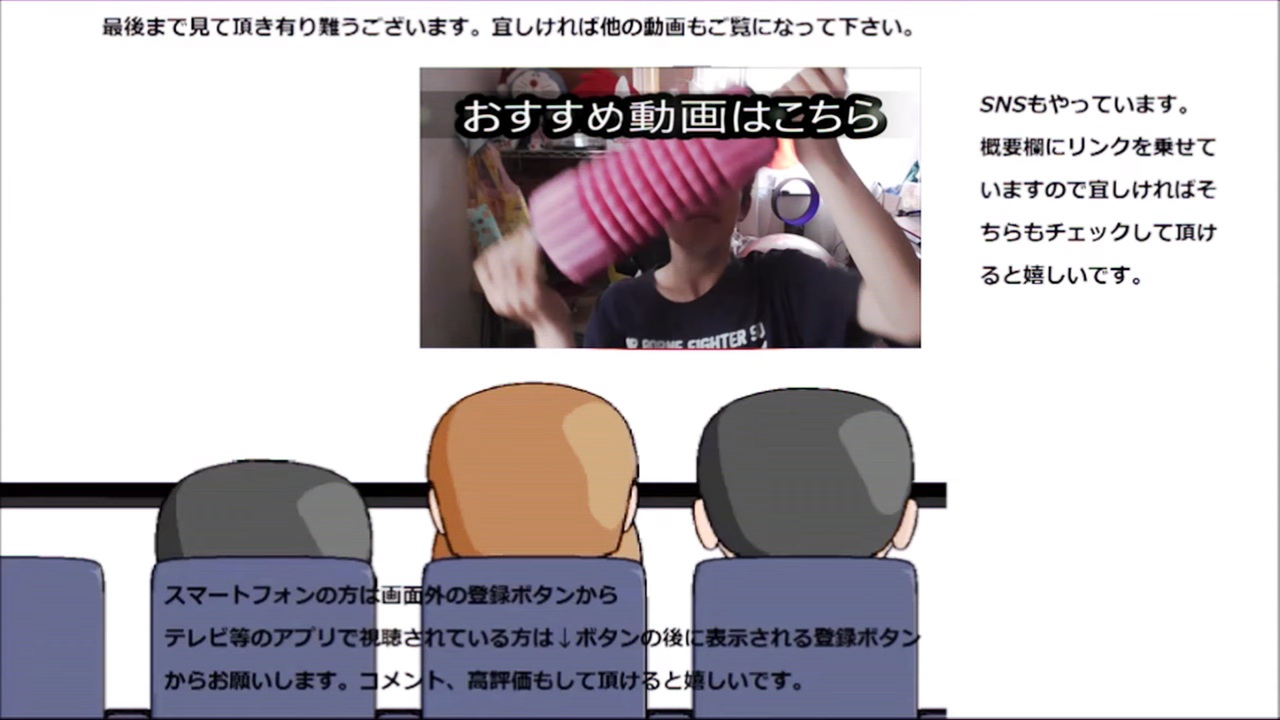 最後まで見て頂き有り難うございます。宜しければ他の動画もご覧になって下さい。
おすすめ動画はこちら
SNSもやっています。
概要欄にリンクを乗せて
いますので宜しければそ
ちらもチェックして頂け
ると嬉しいです。
FIGHTER
スマートフォンの方は画面外の登録ボタンから
テレビ等のアプリで視聴されている方は↓ボタンの後に表示される登録ボタン
からお願いします。コメント、高評価もして頂けると嬉しいです。